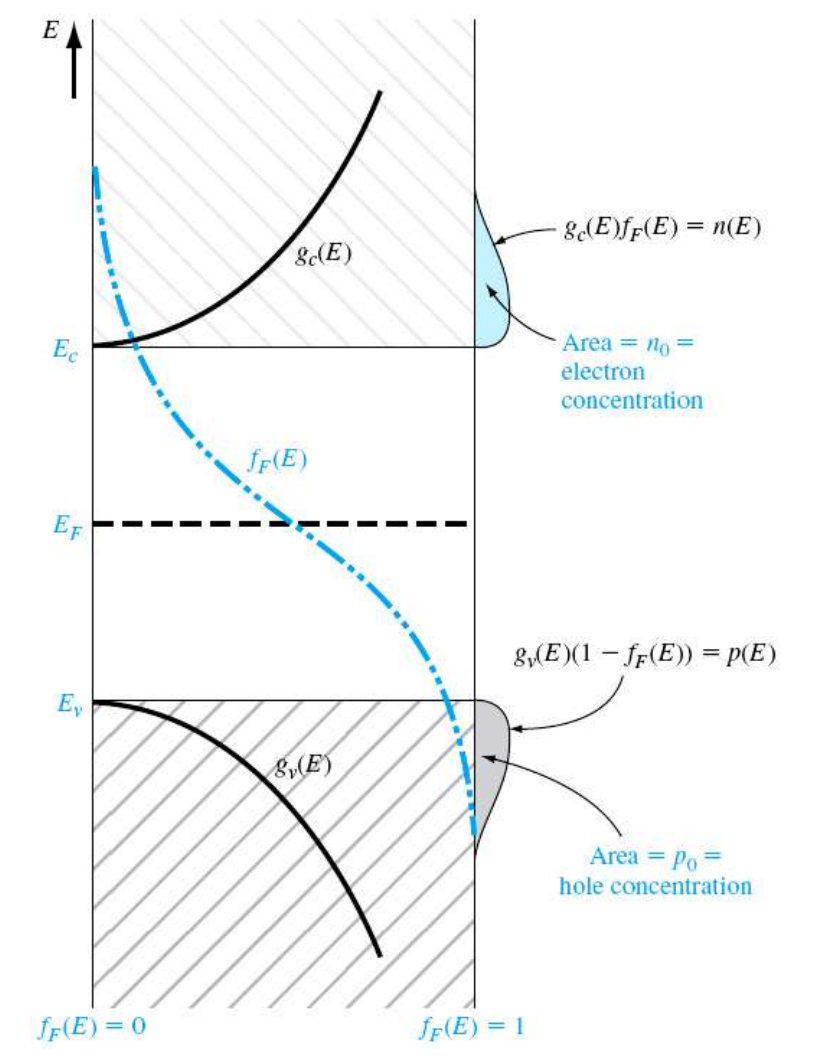 E
g_c(E)f_F(E) = n(E)
g_c(E)
E_c
Area = n_0 =
electron
concentration
f_F(E)
E_F
g_v(E)(1 − f_F(E)) = p(E)
E_v
g_v(E)
Area = p_0 =
hole concentration
f_F(E) = 0
f_F(E) = 1